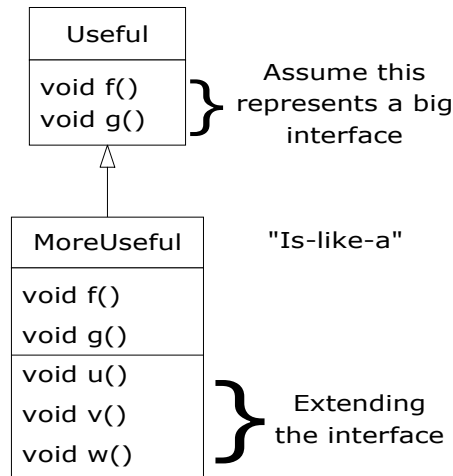 Useful
void f()
void g()
Assume this
represents a big
interface
MoreUseful
"Is-like-a"
void f()
void g()
void u()
void v()
void w()
Extending
the interface